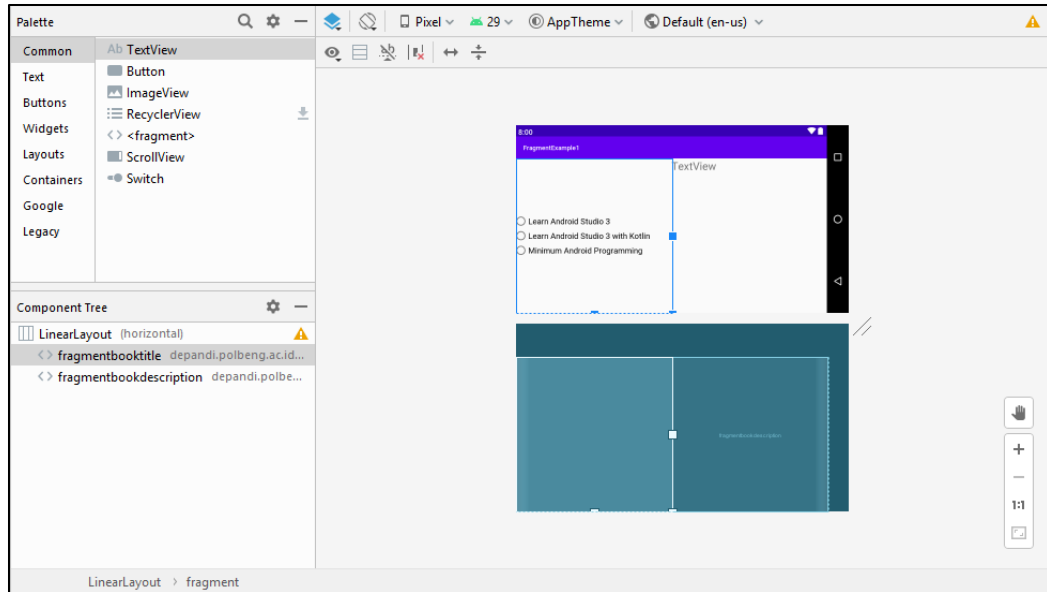 Palette
Pixel 29 AppTheme Default (en-us)
Common
Text
Buttons
Widgets
Layouts
Containers
Google
Legacy
Ab TextView
Button
ImageView
RecyclerView
<> <fragment>
ScrollView
Switch
8:00
FragmentExample1
TextView
Learn Android Studio 3
Learn Android Studio 3 with Kotlin
Minimum Android Programming
Component Tree
LinearLayout (horizontal)
<> fragmentbooktitle depandi.polbeng.ac.id...
<> fragmentbookdescription depandi.polbe...
fragmentbookdescription
1:1
LinearLayout > fragment